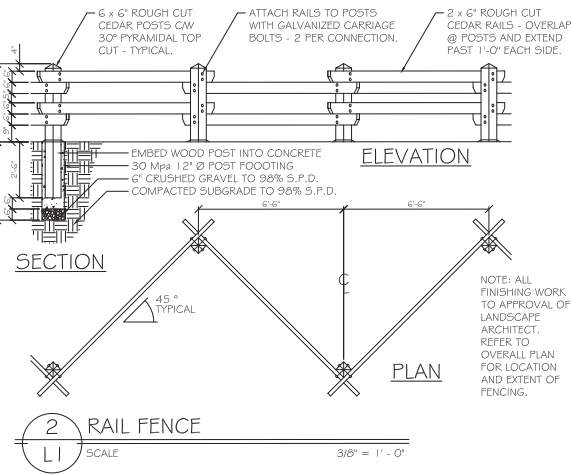 6 x 6" ROUGH CUT
CEDAR POSTS CW
30° PYRAMIDAL TOP
CUT - TYPICAL.
ATTACH RAILS TO POSTS
WITH GALVANIZED CARRIAGE
BOLTS - 2 PER CONNECTION.
2 x 6" ROUGH CUT
CEDAR RAILS - OVERLAP
@ POSTS AND EXTEND
PAST 1'-0" EACH SIDE.
4"
2'-6"
EMBED WOOD POST INTO CONCRETE
30 Mpa 12" Ø POST FOOOTING
6" CRUSHED GRAVEL TO 98% S.P.D.
COMPACTED SUBGRADE TO 98% S.P.D.
ELEVATION
SECTION
6'-6"
6'-6"
C
L
45 °
TYPICAL
PLAN
NOTE: ALL
FINISHING WORK
TO APPROVAL OF
LANDSCAPE
ARCHITECT.
REFER TO
OVERALL PLAN
FOR LOCATION
AND EXTENT OF
FENCING.
2
L1
RAIL FENCE
SCALE
3/8" = 1' - 0"